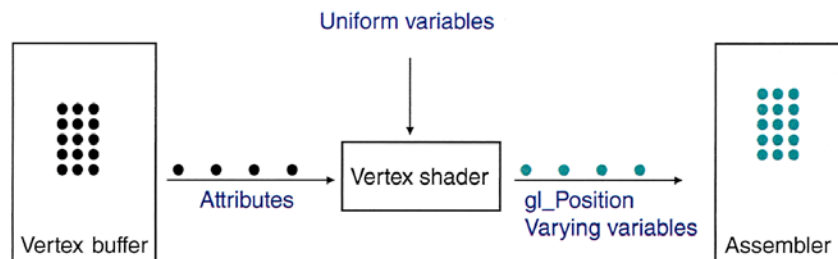 Uniform variables
Vertex shader
Attributes
gl_Position
Varying variables
Vertex buffer
Assembler